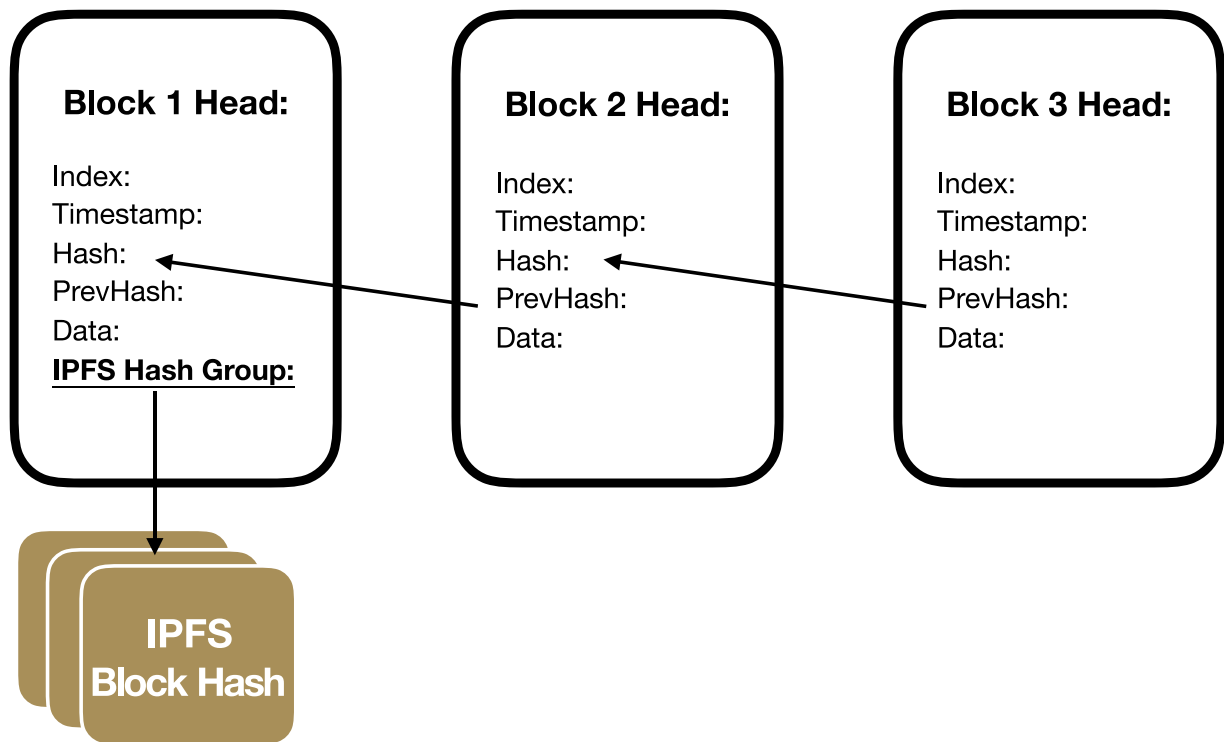 Block 1 Head:
Index:
Timestamp:
Hash:
PrevHash:
Data:
IPFS Hash Group:
Block 2 Head:
Index:
Timestamp:
Hash:
PrevHash:
Data:
Block 3 Head:
Index:
Timestamp:
Hash:
PrevHash:
Data:
IPFS
Block Hash